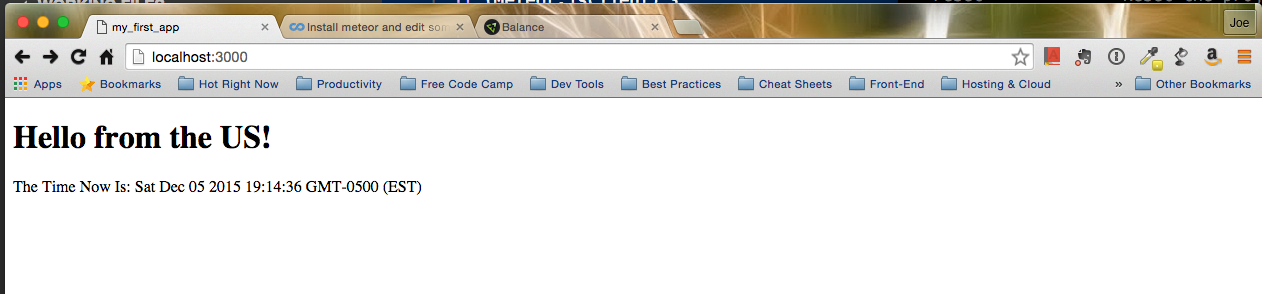 my_first_app
Install meteor and edit som
Balance
Joe
localhost:3000
Apps
Bookmarks
Hot Right Now
Productivity
Free Code Camp
Dev Tools
Best Practices
Cheat Sheets
Front-End
Hosting & Cloud
»
Other Bookmarks
Hello from the US!
The Time Now Is: Sat Dec 05 2015 19:14:36 GMT-0500 (EST)